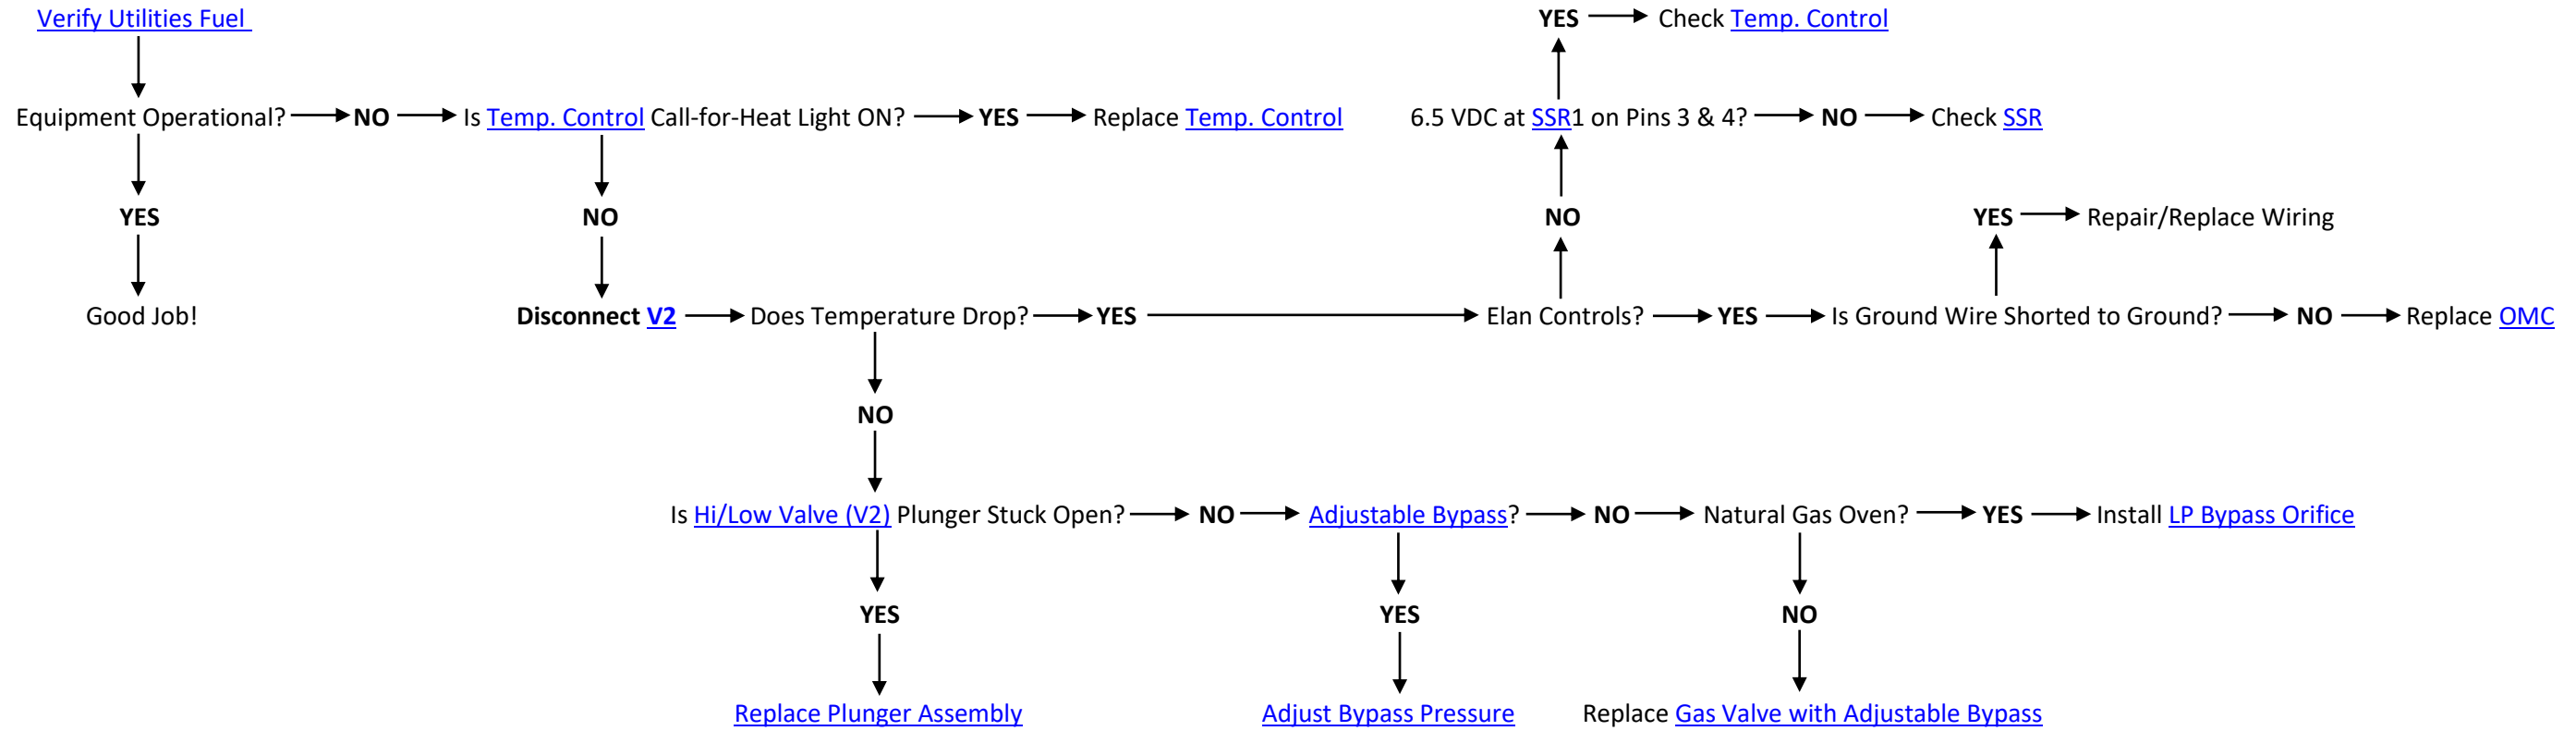 Verify Utilities Fuel
YES Check Temp. Control
Equipment Operational? NO Is Temp. Control Call-for-Heat Light ON? YES Replace Temp. Control 6.5 VDC at SSR1 on Pins 3 & 4? NO Check SSR
YES NO NO YES Repair/Replace Wiring
Good Job! Disconnect V2 Does Temperature Drop? YES Elan Controls? YES Is Ground Wire Shorted to Ground? NO Replace OMC
NO
Is Hi/Low Valve (V2) Plunger Stuck Open? NO Adjustable Bypass? NO Natural Gas Oven? YES Install LP Bypass Orifice
YES YES NO
Replace Plunger Assembly Adjust Bypass Pressure Replace Gas Valve with Adjustable Bypass